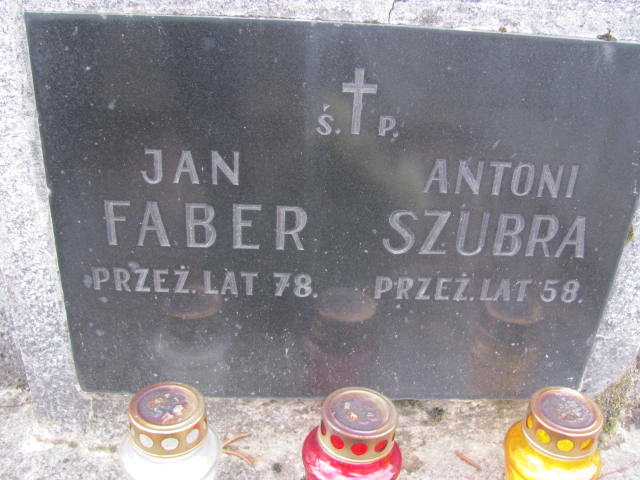 Ś. P.
JAN
FABER
PRZEŻ. LAT 78.
ANTONI
SZUBRA
PRZEŻ. LAT 58.